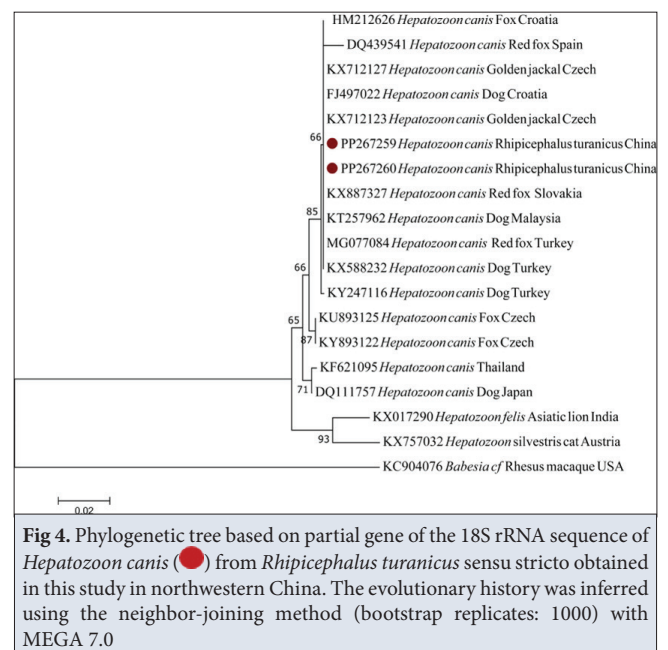 HM212626 Hepatozoon canis Fox Croatia
DQ439541 Hepatozoon canis Red fox Spain
KX712127 Hepatozoon canis Golden jackal Czech
FJ497022 Hepatozoon canis Dog Croatia
KX712123 Hepatozoon canis Golden jackal Czech
66
PP267259 Hepatozoon canis Rhipicephalus turanicus China
PP267260 Hepatozoon canis Rhipicephalus turanicus China
KX887327 Hepatozoon canis Red fox Slovakia
85
KT257962 Hepatozoon canis Dog Malaysia
MG077084 Hepatozoon canis Red fox Turkey
66
KX588232 Hepatozoon canis Dog Turkey
KY247116 Hepatozoon canis Dog Turkey
65
KU893125 Hepatozoon canis Fox Czech
87
KY893122 Hepatozoon canis Fox Czech
KF621095 Hepatozoon canis Thailand
71
DQ111757 Hepatozoon canis Dog Japan
KX017290 Hepatozoon felis Asiatic lion India
93
KX757032 Hepatozoon silvestris cat Austria
KC904076 Babesia cf Rhesus macaque USA
0.02
Fig 4. Phylogenetic tree based on partial gene of the 18S rRNA sequence of
Hepatozoon canis ( ) from Rhipicephalus turanicus sensu stricto obtained
in this study in northwestern China. The evolutionary history was inferred
using the neighbor-joining method (bootstrap replicates: 1000) with
MEGA 7.0